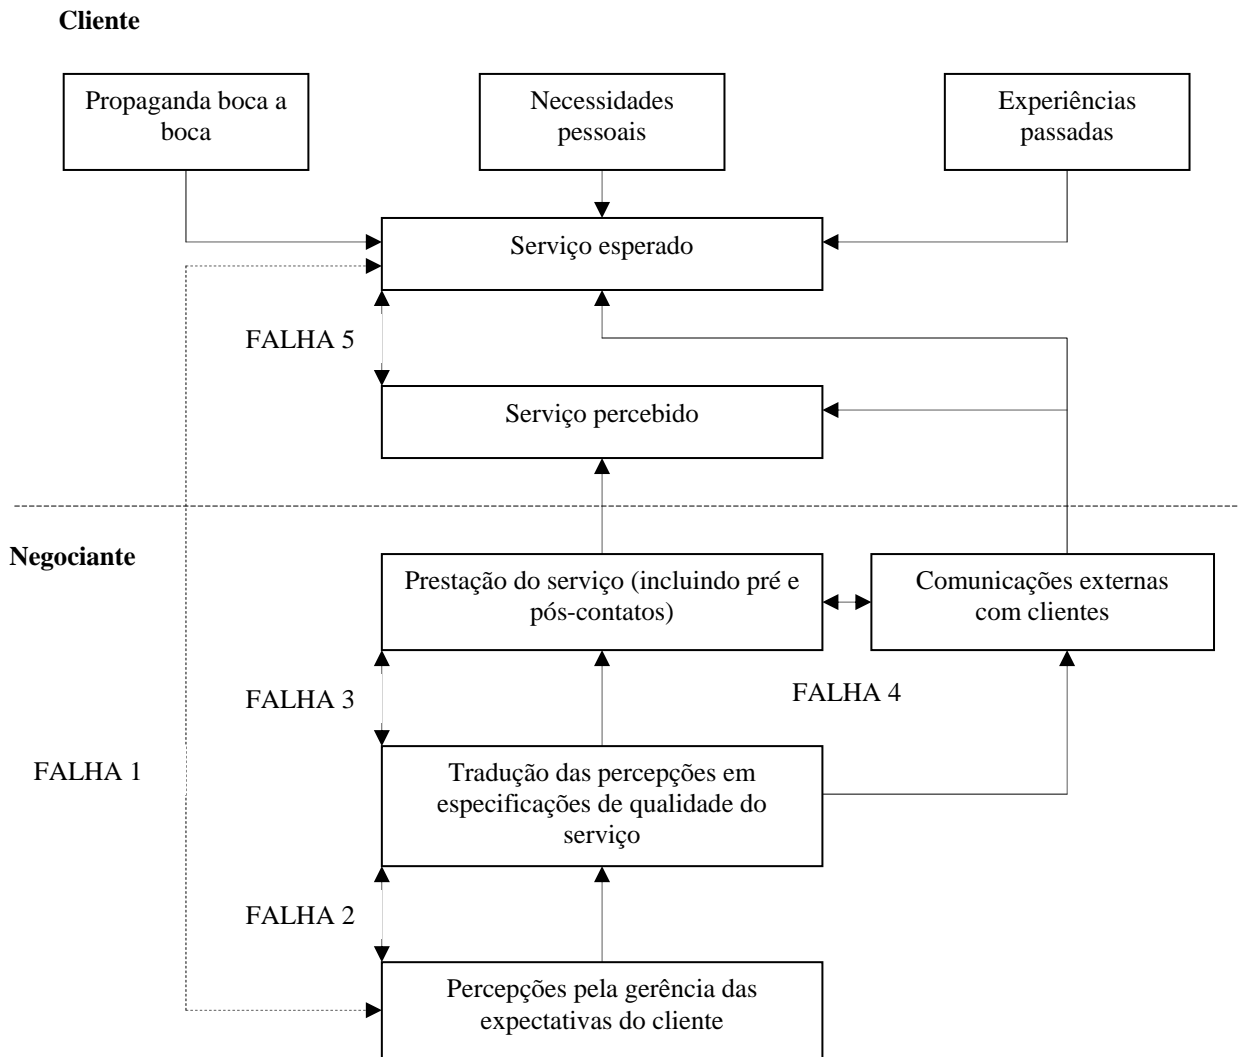 Cliente
Propaganda boca a
boca
Necessidades
pessoais
Experiências
passadas
Serviço esperado
FALHA 5
Serviço percebido
Negociante
Prestação do serviço (incluindo pré e
pós-contatos)
Comunicações externas
com clientes
FALHA 3
FALHA 4
FALHA 1
Tradução das percepções em
especificações de qualidade do
serviço
FALHA 2
Percepções pela gerência das
expectativas do cliente